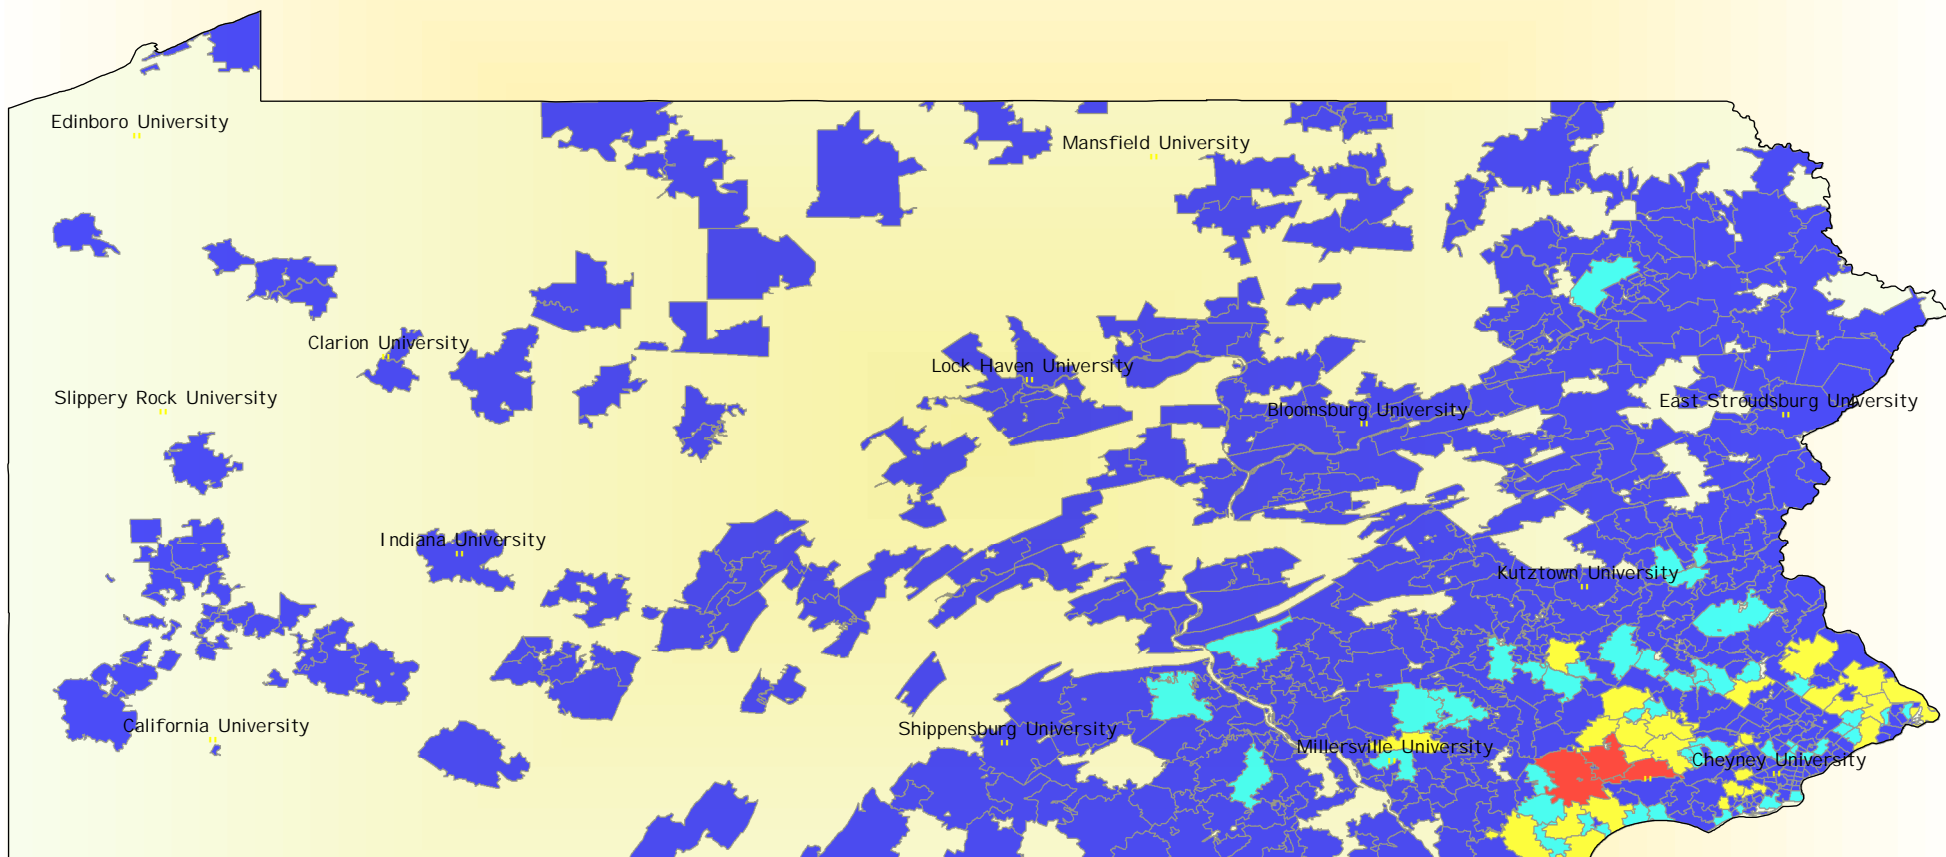 Edinboro University
Mansfield University
Clarion University
Lock Haven University
Slippery Rock University
Bloomsburg University
East Stroudsburg University
Indiana University
Kutztown University
California University
Shippensburg University
Millersville University
Cheyney University